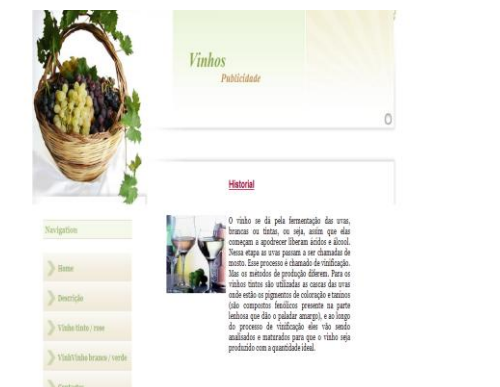 Vinhos
Publicidade
Historial
Navigation
Home
Descrição
Vinho tinto / rose
VinhVinho branco / verde
Contactos
O vinho se dá pela fermentação das uvas,
brancas ou tintas, ou seja, assim que elas
começam a apodrecer liberam ácidos e álcool.
Nessa etapa as uvas passam a ser chamadas de
mosto. Esse processo é chamado de vinificação.
Mas os métodos de produção diferem. Para os
vinhos tintos são utilizadas as cascas das uvas
onde estão os pigmentos de coloração e taninos
(são compostos fenólicos presente na parte
lenhosa que dão o paladar amargo), e ao longo
do processo de vinificação eles vão sendo
analisados e maturados para que o vinho seja
produzido com a quantidade ideal.